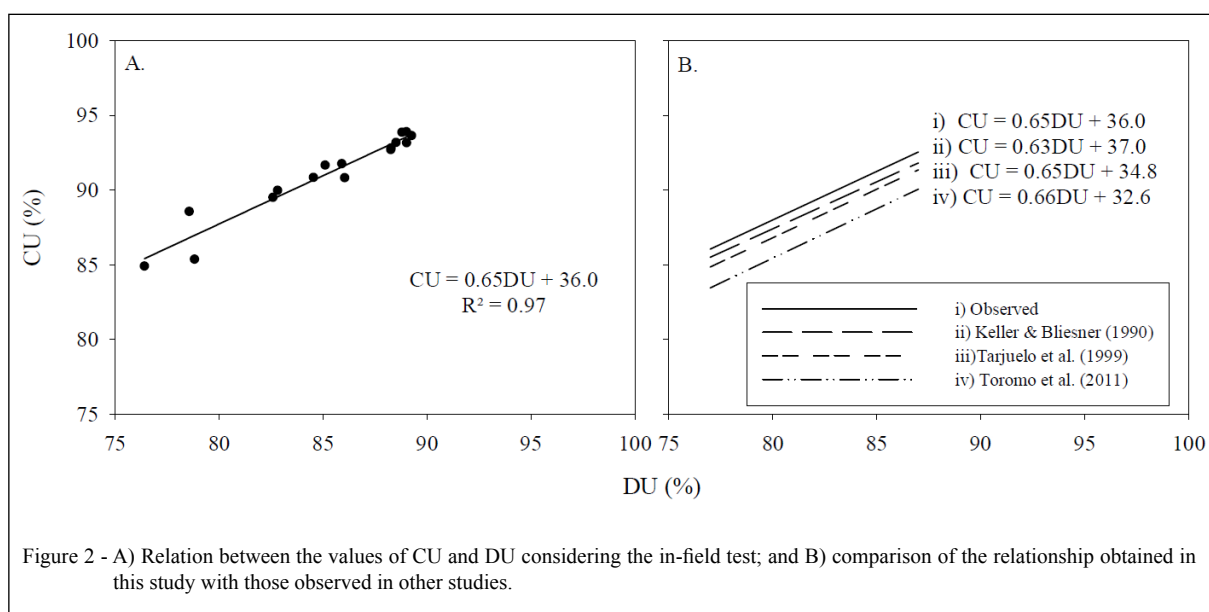 100
95
90
85
80
75
CU (%)
A.
CU = 0.65DU + 36.0
R² = 0.97
75 80 85 90 95 100
B.
i) CU = 0.65DU + 36.0
ii) CU = 0.63DU + 37.0
iii) CU = 0.65DU + 34.8
iv) CU = 0.66DU + 32.6
i) Observed
ii) Keller & Bliesner (1990)
iii)Tarjuelo et al. (1999)
iv) Toromo et al. (2011)
75 80 85 90 95 100
DU (%)
Figure 2 - A) Relation between the values of CU and DU considering the in-field test; and B) comparison of the relationship obtained in
this study with those observed in other studies.